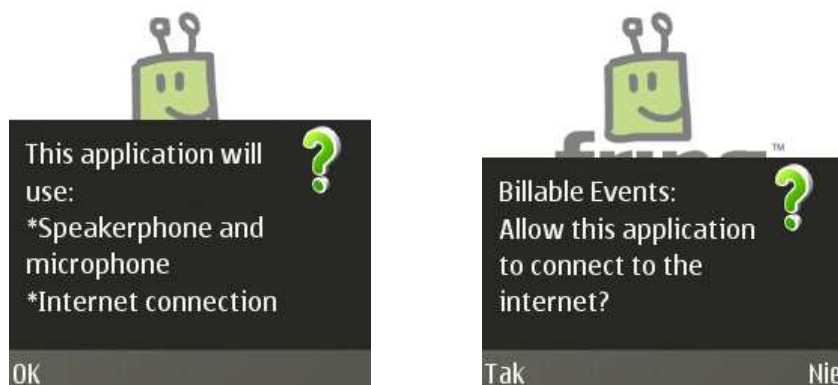 This application will
use:
*Speakerphone and
microphone
*Internet connection
OK
fring™
Billable Events:
Allow this application
to connect to the
internet?
Tak
Nie